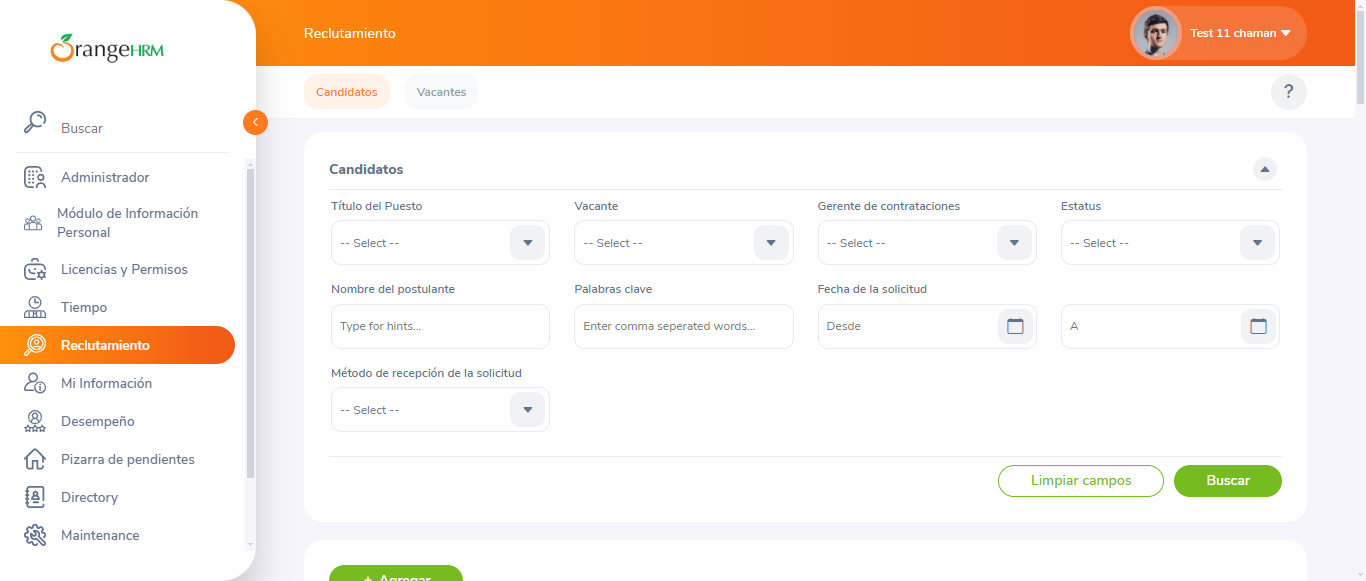 OrangeHRM
Reclutamiento
Test 11 chaman
Candidatos
Vacantes
?
Buscar
Administrador
Módulo de Información
Personal
Licencias y Permisos
Tiempo
Reclutamiento
Mi Información
Desempeño
Pizarra de pendientes
Directory
Maintenance
Candidatos
Título del Puesto
Vacante
Gerente de contrataciones
Estatus
-- Select --
-- Select --
-- Select --
-- Select --
Nombre del postulante
Palabras clave
Fecha de la solicitud
Type for hints...
Enter comma seperated words...
Desde
A
Método de recepción de la solicitud
-- Select --
Limpiar campos
Buscar
+ Agregar